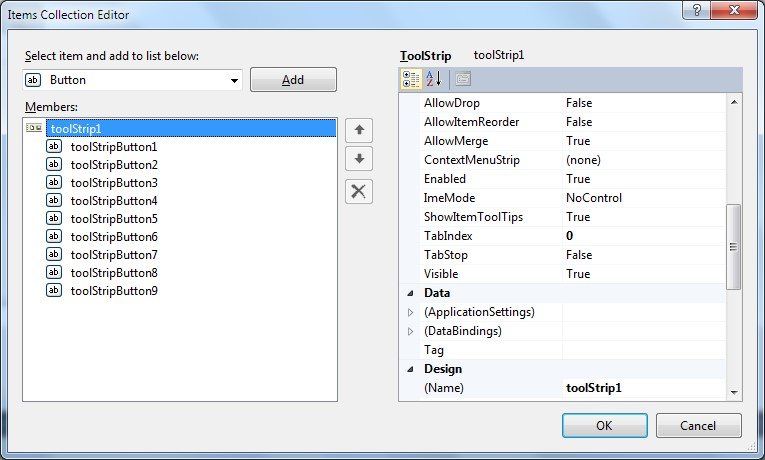 Items Collection Editor
Select item and add to list below:
Button
Add
Members:
toolStrip1
toolStripButton1
toolStripButton2
toolStripButton3
toolStripButton4
toolStripButton5
toolStripButton6
toolStripButton7
toolStripButton8
toolStripButton9
ToolStrip toolStrip1
AllowDrop False
AllowItemReorder False
AllowMerge True
ContextMenuStrip (none)
Enabled True
ImeMode NoControl
ShowItemToolTips True
TabIndex 0
TabStop False
Visible True
Data
(ApplicationSettings)
(DataBindings)
Tag
Design
(Name) toolStrip1
OK Cancel